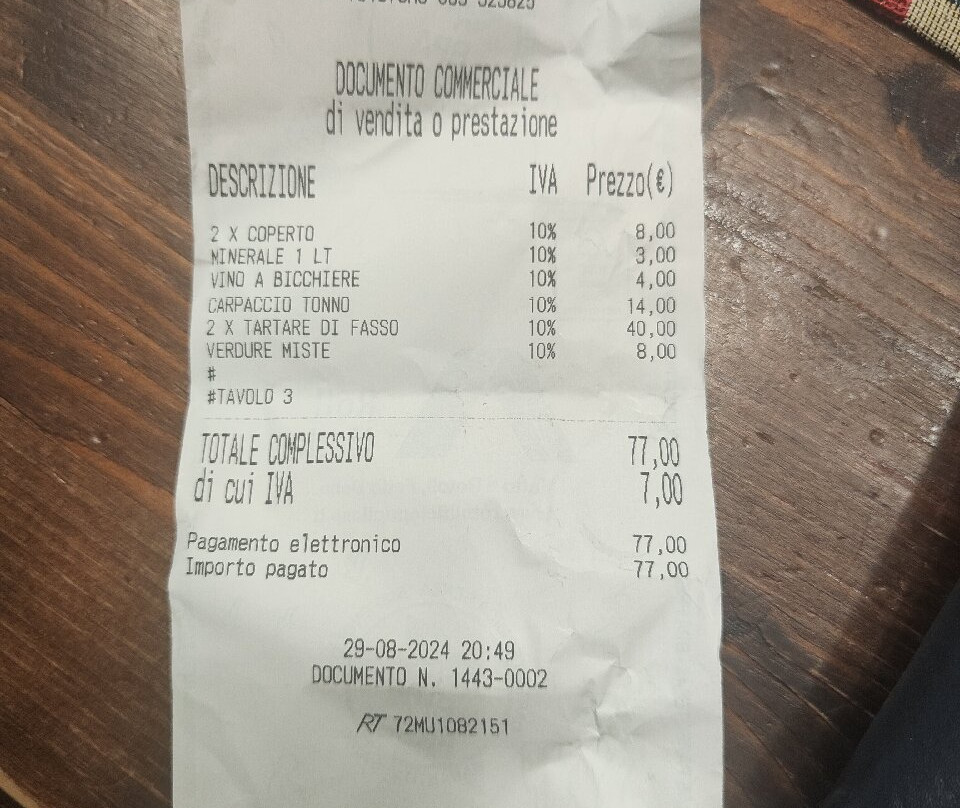 DOCUMENTO COMMERCIALE
di vendita o prestazione
DESCRIZIONE IVA Prezzo(€)
2 X COPERTO 10% 8,00
MINERALE 1 LT 10% 3,00
VINO A BICCHIERE 10% 4,00
CARPACCIO TONNO 10% 14,00
2 X TARTARE DI FASSO 10% 40,00
VERDURE MISTE 10% 8,00
#
#TAVOLO 3
TOTALE COMPLESSIVO 77,00
di cui IVA 7,00
Pagamento elettronico 77,00
Importo pagato 77,00
29-08-2024 20:49
DOCUMENTO N. 1443-0002
RT 72MU1082151